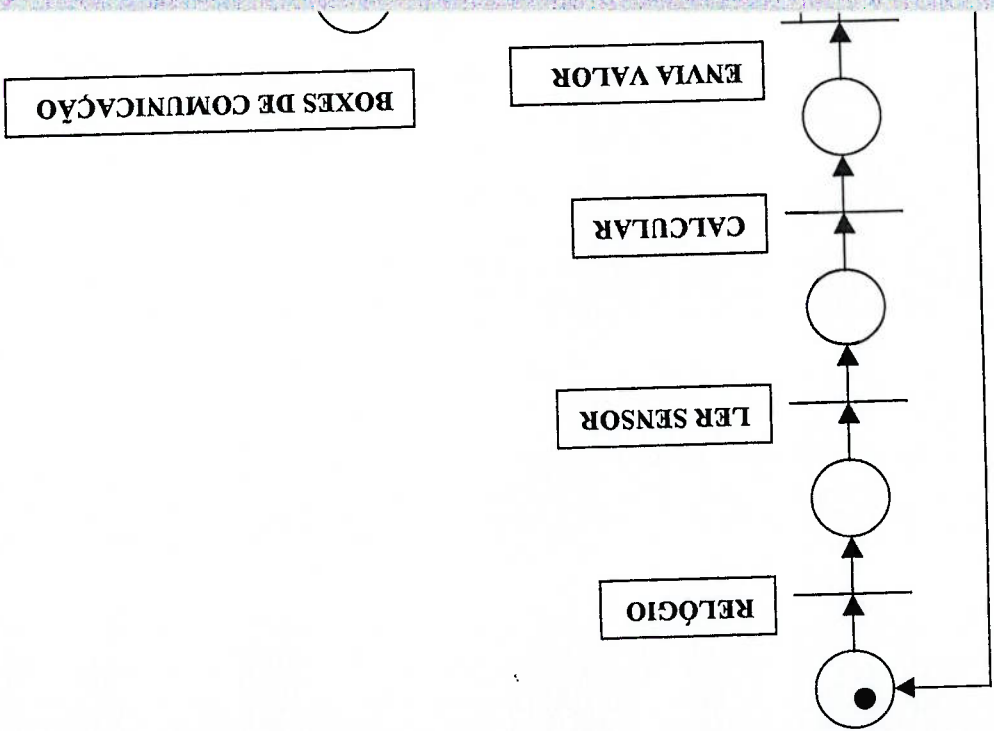 RELÓGIO
LER SENSOR
CALCULAR
ENVIA VALOR
BOXES DE COMUNICAÇÃO